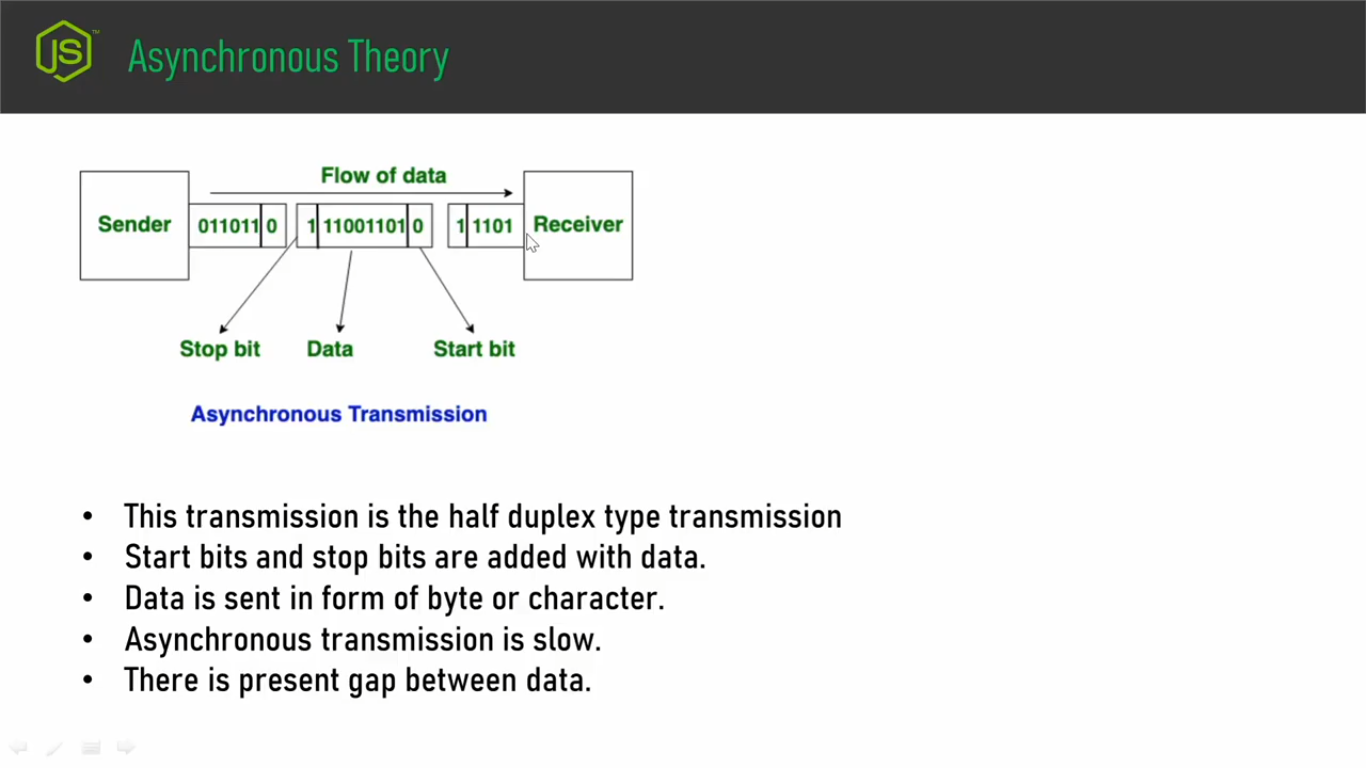 JS™
Asynchronous Theory
Flow of data
Sender
011011 0
1 11001101 0
1 1101
Receiver
Stop bit
Data
Start bit
Asynchronous Transmission
• This transmission is the half duplex type transmission
• Start bits and stop bits are added with data.
• Data is sent in form of byte or character.
• Asynchronous transmission is slow.
• There is present gap between data.